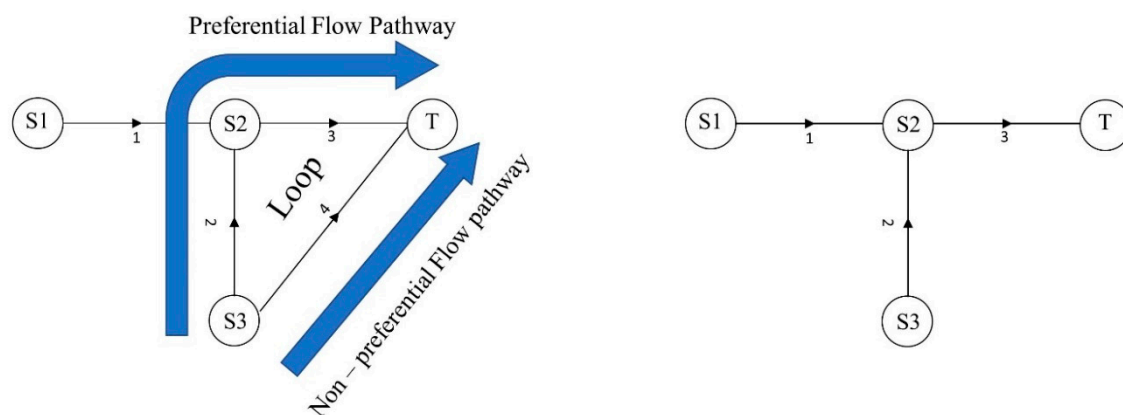 Preferential Flow Pathway
S1
1
S2
3
T
Loop
2
4
S3
Non – preferential Flow pathway
S1
1
S2
3
T
2
S3